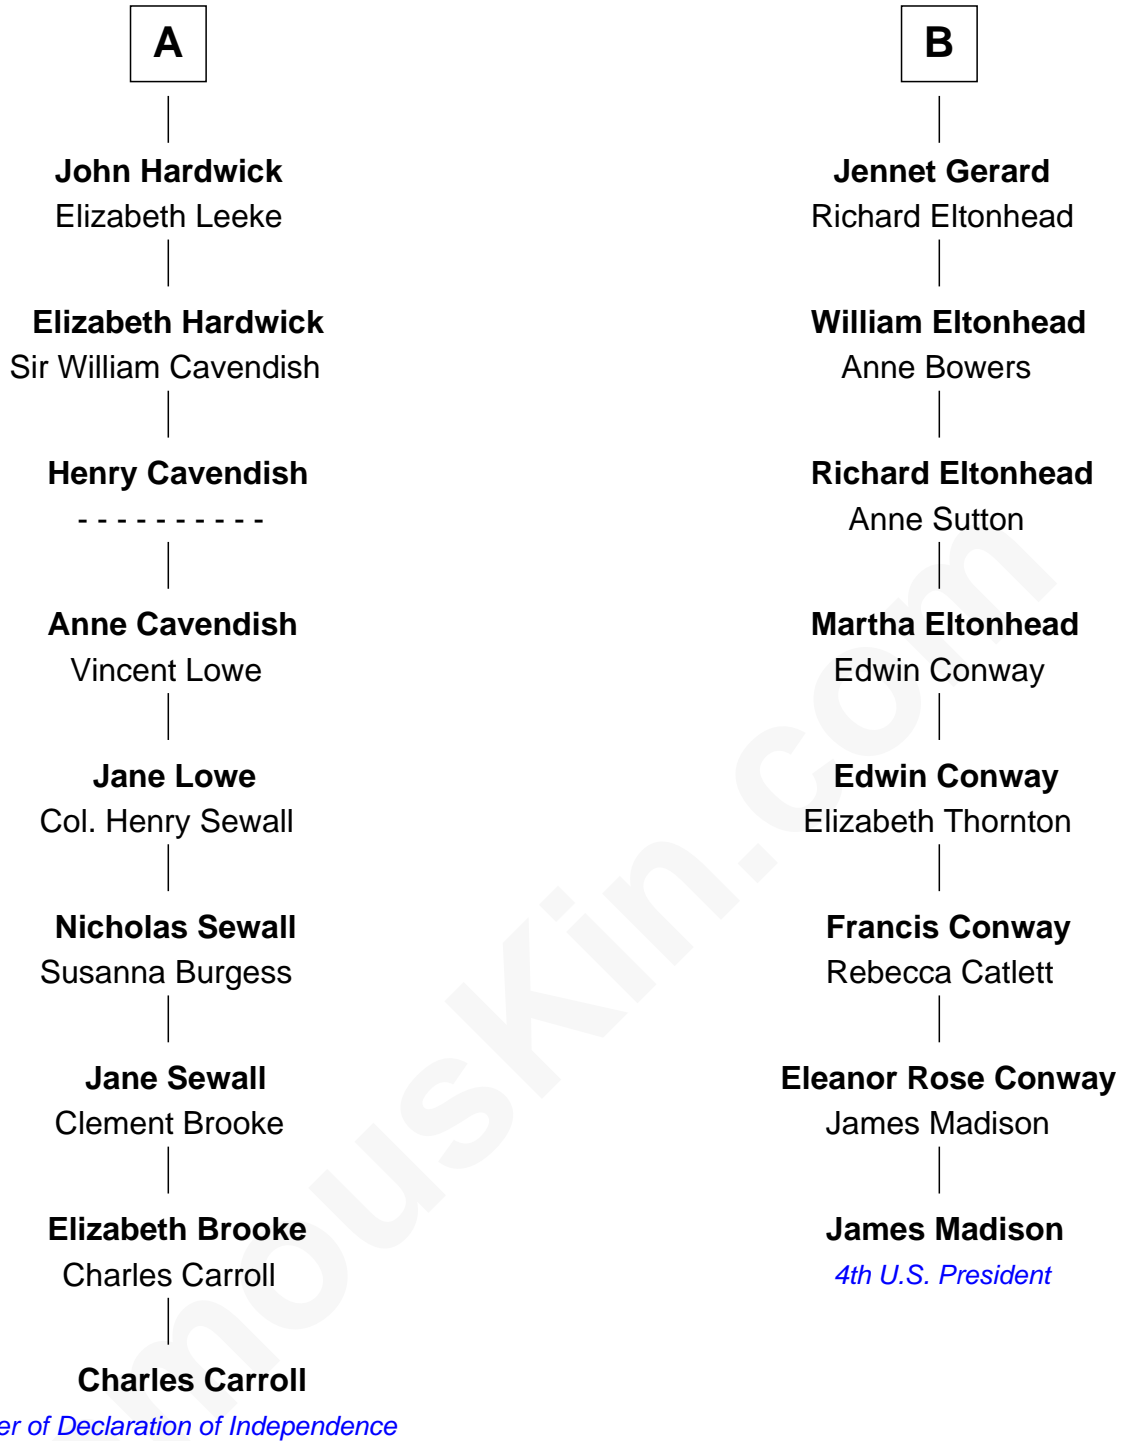 A
John Hardwick
Elizabeth Leeke
Elizabeth Hardwick
Sir William Cavendish
Henry Cavendish
- - - - - - - - - -
Anne Cavendish
Vincent Lowe
Jane Lowe
Col. Henry Sewall
Nicholas Sewall
Susanna Burgess
Jane Sewall
Clement Brooke
Elizabeth Brooke
Charles Carroll
Charles Carroll
er of Declaration of Independence
B
Jennet Gerard
Richard Eltonhead
William Eltonhead
Anne Bowers
Richard Eltonhead
Anne Sutton
Martha Eltonhead
Edwin Conway
Edwin Conway
Elizabeth Thornton
Francis Conway
Rebecca Catlett
Eleanor Rose Conway
James Madison
James Madison
4th U.S. President
mousKin.com